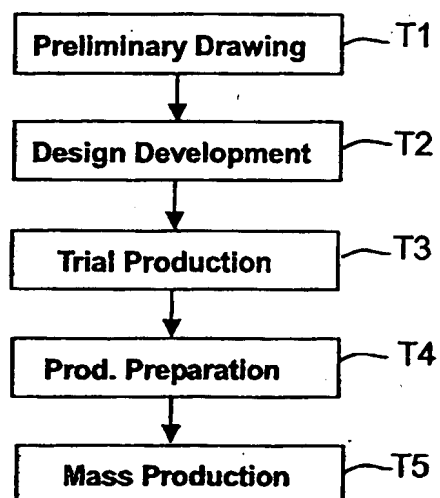 Preliminary Drawing T1
Design Development T2
Trial Production T3
Prod. Preparation T4
Mass Production T5